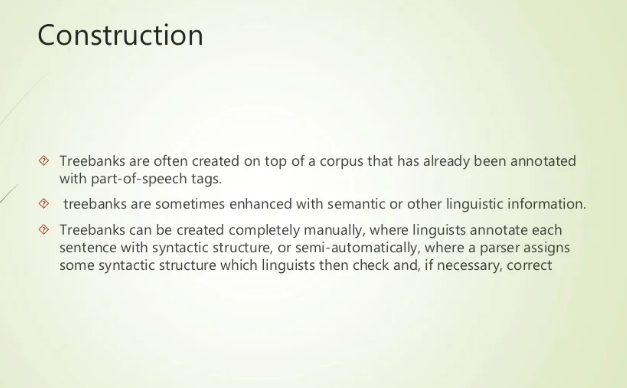 Construction
Treebanks are often created on top of a corpus that has already been annotated
with part-of-speech tags.
treebanks are sometimes enhanced with semantic or other linguistic information.
Treebanks can be created completely manually, where linguists annotate each
sentence with syntactic structure, or semi-automatically, where a parser assigns
some syntactic structure which linguists then check and, if necessary, correct